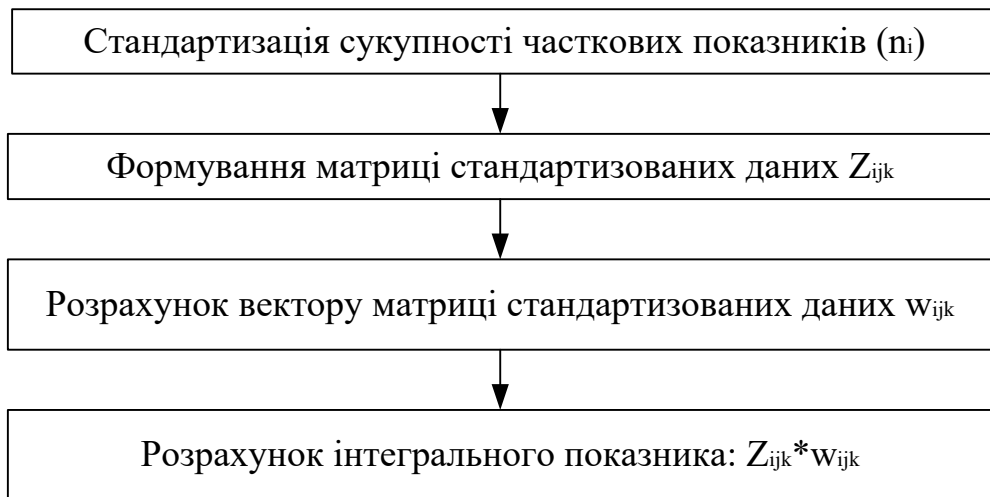 Стандартизація сукупності часткових показників (nᵢ)
Формування матриці стандартизованих даних Zijk
Розрахунок вектору матриці стандартизованих даних wijk
Розрахунок інтегрального показника: Zijk*wijk